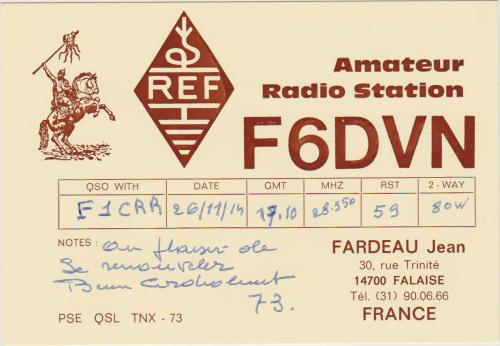 REF
Amateur
Radio Station
F6DVN
QSO WITH DATE GMT MHZ RST 2-WAY
F1CRR 26/11/14 17.10 28.350 59 80W
NOTES : Au plaisir de
se renouveler
Bien Cordialement
73.
FARDEAU Jean
30, rue Trinité
14700 FALAISE
Tél. (31) 90.06.66
FRANCE
PSE QSL TNX - 73